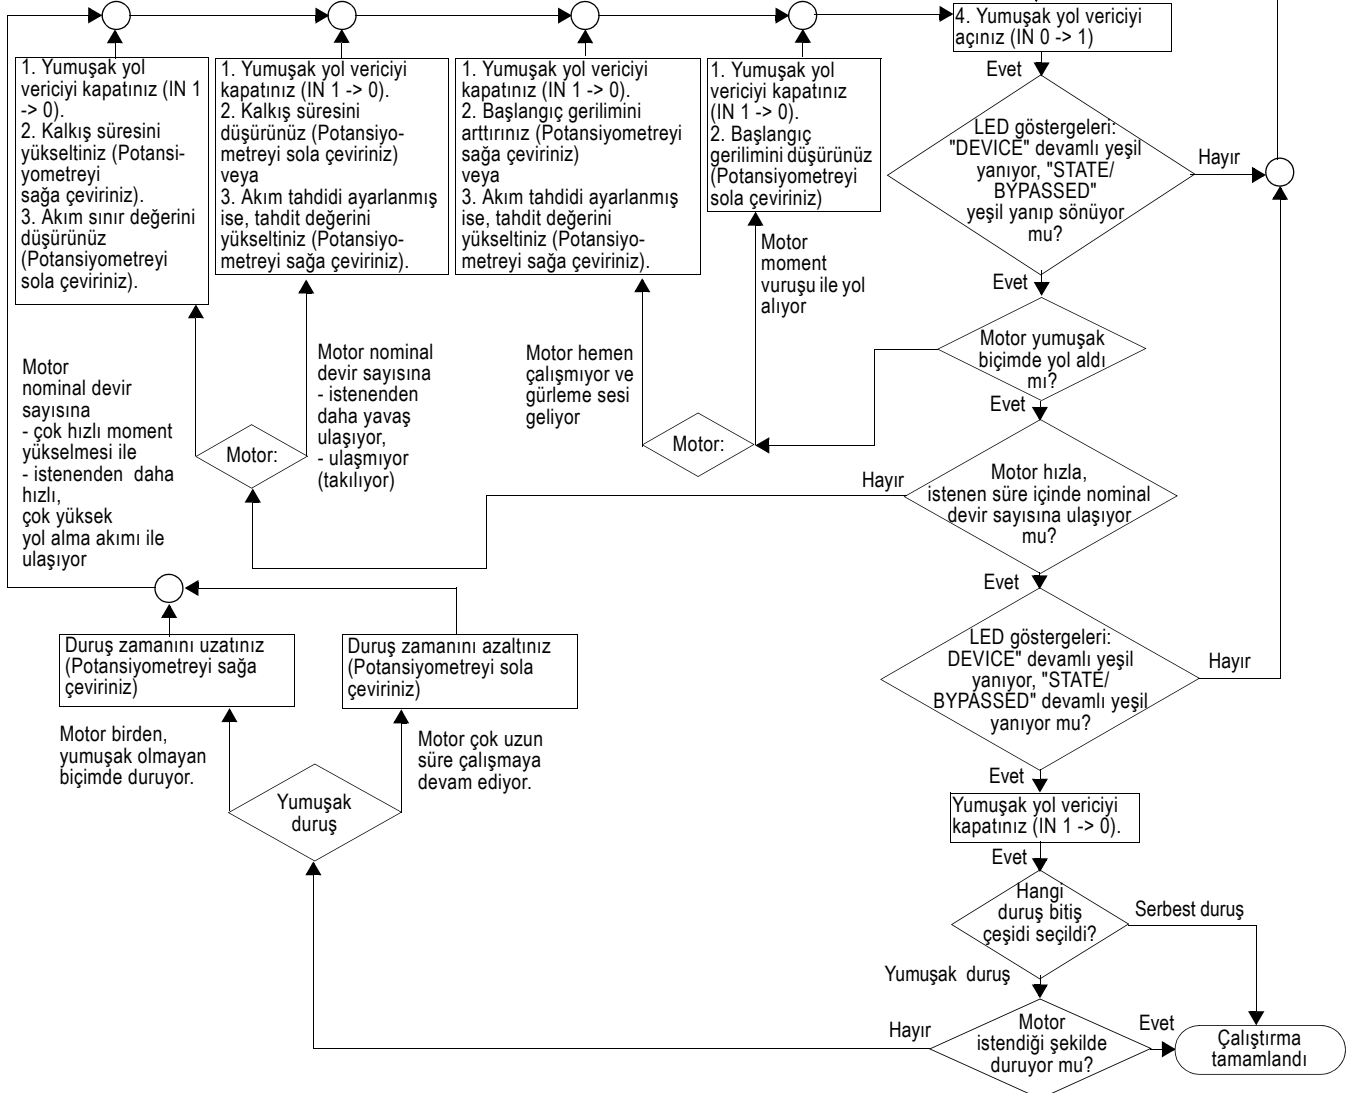 4. Yumuşak yol vericiyi
açınız (IN 0 -> 1)
1. Yumuşak yol
vericiyi kapatınız (IN 1
-> 0).
2. Kalkış süresini
yükseltiniz (Potansi-
yometreyi
sağa çeviriniz).
3. Akım sınır değerini
düşürünüz
(Potansiyometreyi
sola çeviriniz).
1. Yumuşak yol vericiyi
kapatınız (IN 1 -> 0).
2. Kalkış süresini
düşürünüz (Potansiyo-
metreyi sola çeviriniz)
veya
3. Akım tahdidi ayarlanmış
ise, tahdit değerini
yükseltiniz (Potansiyo-
metreyi sağa çeviriniz).
1. Yumuşak yol vericiyi
kapatınız (IN 1 -> 0).
2. Başlangıç gerilimini
arttırınız (Potansiyometreyi
sağa çeviriniz)
veya
3. Akım tahdidi ayarlanmış
ise, tahdit değerini
yükseltiniz (Potansiyo-
metreyi sağa çeviriniz).
1. Yumuşak yol
vericiyi kapatınız
(IN 1 -> 0).
2. Başlangıç
gerilimini düşürünüz
(Potansiyometreyi
sola çeviriniz)
Evet
LED göstergeleri:
"DEVICE" devamlı yeşil
yanıyor, "STATE/
BYPASSED"
yeşil yanıp sönüyor
mu?
Hayır
Motor
moment
vuruşu ile yol
alıyor
Evet
Motor yumuşak
biçimde yol aldı
mı?
Evet
Motor
nominal devir
sayısına
- çok hızlı moment
yükselmesi ile
- istenenden daha
hızlı,
çok yüksek
yol alma akımı ile
ulaşıyor
Motor nominal
devir sayısına
- istenenden
daha yavaş
ulaşıyor,
- ulaşmıyor
(takılıyor)
Motor hemen
çalışmıyor ve
gürleme sesi
geliyor
Motor:
Motor:
Hayır
Motor hızla,
istenen süre içinde nominal
devir sayısına ulaşıyor
mu?
Evet
LED göstergeleri:
DEVICE" devamlı yeşil
yanıyor, "STATE/
BYPASSED" devamlı yeşil
yanıyor mu?
Hayır
Duruş zamanını uzatınız
(Potansiyometreyi sağa
çeviriniz)
Duruş zamanını azaltınız
(Potansiyometreyi sola
çeviriniz)
Motor birden,
yumuşak olmayan
biçimde duruyor.
Motor çok uzun
süre çalışmaya
devam ediyor.
Yumuşak
duruş
Evet
Yumuşak yol vericiyi
kapatınız (IN 1 -> 0).
Evet
Hangi
duruş bitiş
çeşidi seçildi?
Serbest duruş
Yumuşak duruş
Hayır
Motor
istendiği şekilde
duruyor mu?
Evet
Çalıştırma
tamamlandı